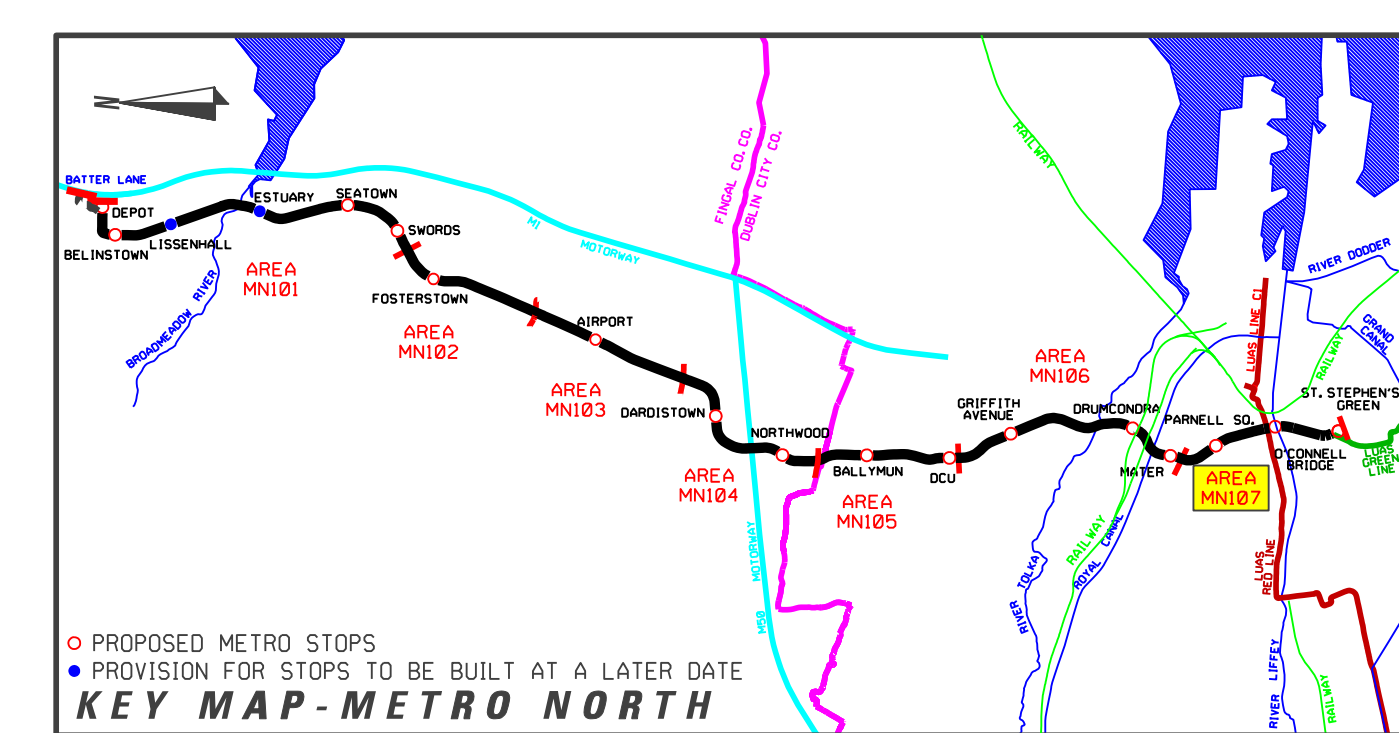 N
BATTER LANE
DEPOT
BELINSTOWN
LISSENHALL
ESTUARY
SEATOWN
SWORDS
BROADMEADOW RIVER
AREA
MN101
FOSTERSTOWN
AREA
MN102
AIRPORT
M1
MOTORWAY
FINGAL CO. CO.
DUBLIN CITY CO.
AREA
MN103
DARDISTOWN
NORTHWOOD
AREA
MN104
MOTORWAY
M50
BALLYMUN
AREA
MN105
DCU
GRIFFITH
AVENUE
AREA
MN106
DRUMCONDRA
MATER
PARNELL SQ.
AREA
MN107
O'CONNELL
BRIDGE
ST. STEPHEN'S
GREEN
LUAS
GREEN
LINE
RAILWAY
LUAS LINE C1
RIVER DODDER
GRAND
CANAL
RAILWAY
RAILWAY
ROYAL CANAL
RIVER TOLKA
LUAS
RED LINE
RIVER LIFFEY
RAILWAY
PROPOSED METRO STOPS
PROVISION FOR STOPS TO BE BUILT AT A LATER DATE
KEY MAP-METRO NORTH